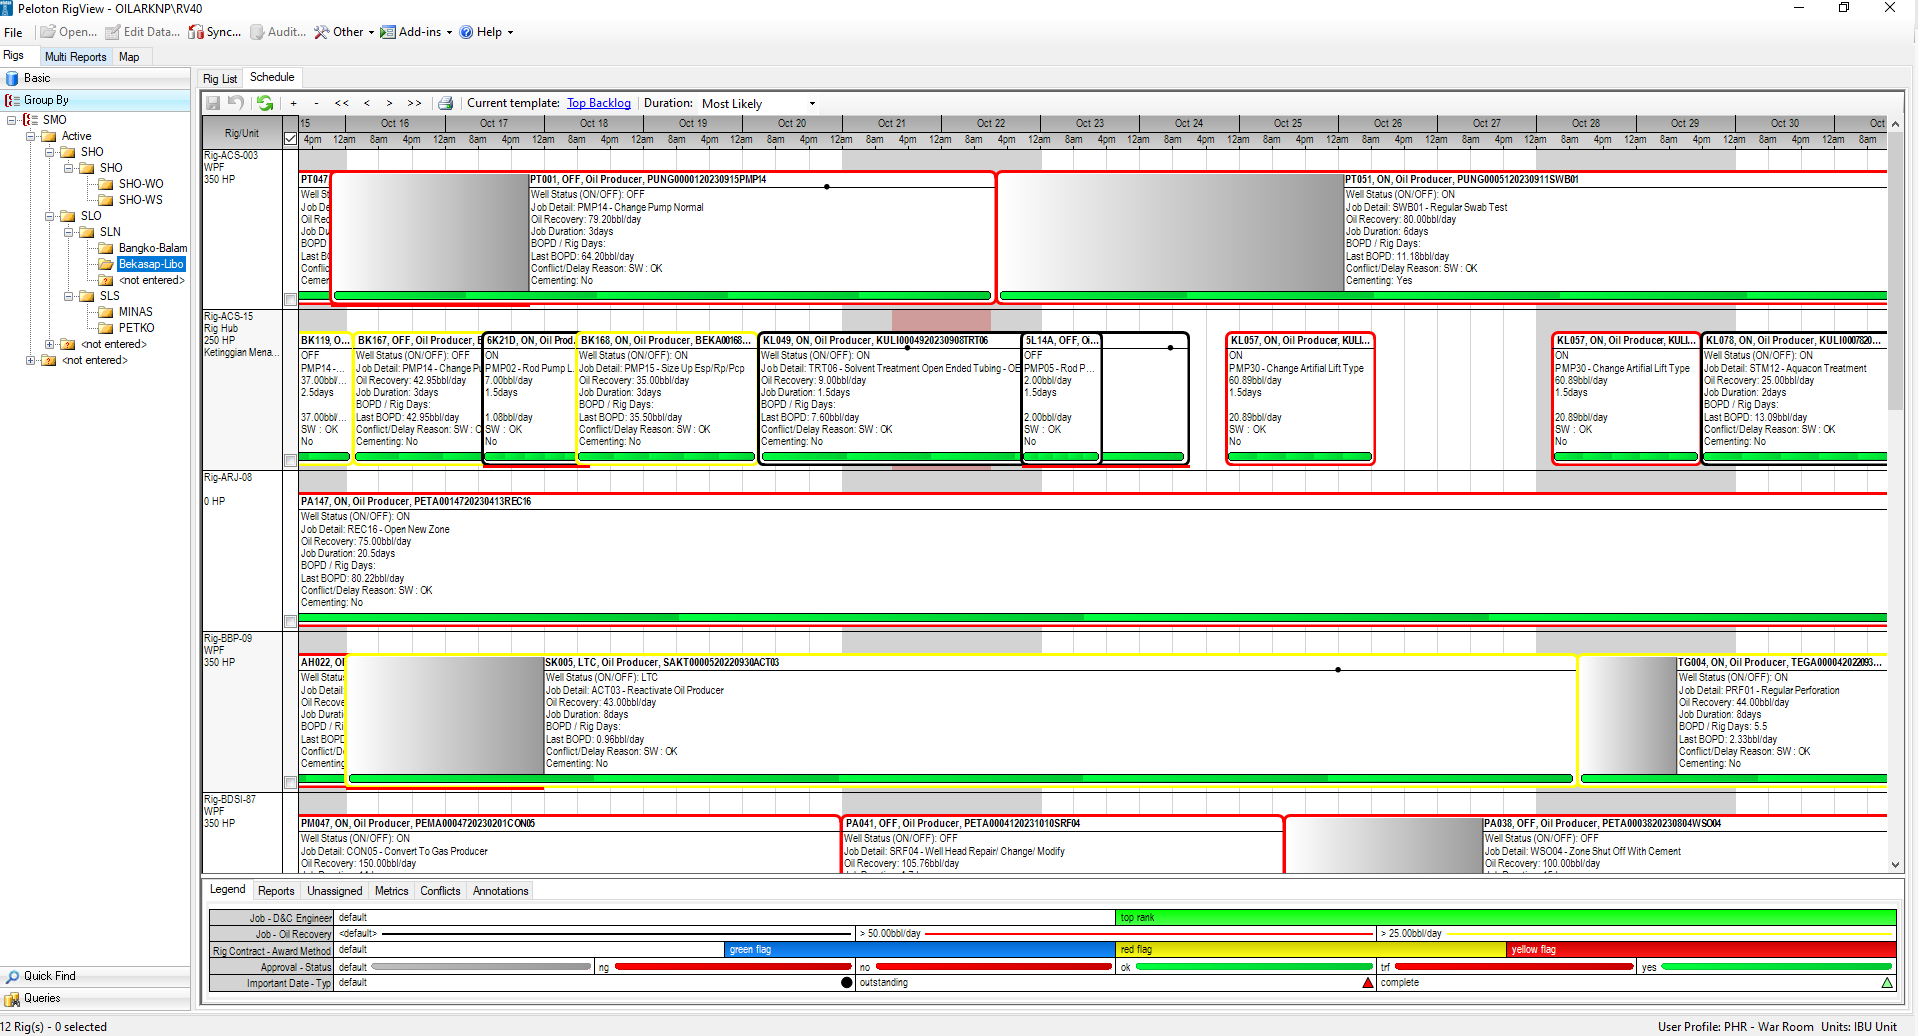 Peloton RigView - OILARKNP\RV40
File Open... Edit Data... Sync... Audit... Other Add-ins Help
Rigs Multi Reports Map
Basic
Group By
SMO
Active
SHO
SHO
SHO-WO
SHO-WS
SLO
SLN
Bangko-Balam
Bekasap-Libo
<not entered>
SLS
MINAS
PETKO
<not entered>
<not entered>
Quick Find
Queries
Rig List Schedule
+ - << < > >> Current template: Top Backlog Duration: Most Likely
Rig/Unit
15 Oct 16 Oct 17 Oct 18 Oct 19 Oct 20 Oct 21 Oct 22 Oct 23 Oct 24 Oct 25 Oct 26 Oct 27 Oct 28 Oct 29 Oct 30 Oct
4pm 12am 8am 4pm 12am 8am 4pm 12am 8am 4pm 12am 8am 4pm 12am 8am 4pm 12am 8am 4pm 12am 8am 4pm 12am 8am 4pm 12am 8am 4pm 12am 8am 4pm 12am 8am 4pm 12am 8am 4pm 12am 8am 4pm 12am 8am 4pm 12am 8am 4pm 12am 8am
Rig-ACS-003
WPF
350 HP
PT047
Well St
Job De
Oil Rec
Job Du
BOPD
Last BO
Conflic
Cemen
PT001, OFF, Oil Producer, PUNG0000120230915PMP14
Well Status (ON/OFF): OFF
Job Detail: PMP14 - Change Pump Normal
Oil Recovery: 79.20bbl/day
Job Duration: 3days
BOPD / Rig Days:
Last BOPD: 64.20bbl/day
Conflict/Delay Reason: SW : OK
Cementing: No
PT051, ON, Oil Producer, PUNG0005120230911SWB01
Well Status (ON/OFF): ON
Job Detail: SWB01 - Regular Swab Test
Oil Recovery: 80.00bbl/day
Job Duration: 6days
BOPD / Rig Days:
Last BOPD: 11.18bbl/day
Conflict/Delay Reason: SW : OK
Cementing: Yes
Rig-ACS-15
Rig Hub
250 HP
Ketinggian Mena...
BK119, O...
OFF
PMP14 -...
37.00bbl/...
2.5days
37.00bbl/...
SW : OK
No
BK167, OFF, Oil Producer, B
Well Status (ON/OFF): OFF
Job Detail: PMP14 - Change Pu
Oil Recovery: 42.95bbl/day
Job Duration: 3days
BOPD / Rig Days:
Last BOPD: 42.95bbl/day
Conflict/Delay Reason: SW : O
Cementing: No
6K21D, ON, Oil Prod.
ON
PMP02 - Rod Pump L.
7.00bbl/day
1.5days
1.08bbl/day
SW : OK
No
BK168, ON, Oil Producer, BEKA00168...
Well Status (ON/OFF): ON
Job Detail: PMP15 - Size Up Esp/Rp/Pcp
Oil Recovery: 35.00bbl/day
Job Duration: 3days
BOPD / Rig Days:
Last BOPD: 35.50bbl/day
Conflict/Delay Reason: SW : OK
Cementing: No
KL049, ON, Oil Producer, KULI0004920230908TRT06
Well Status (ON/OFF): ON
Job Detail: TRT06 - Solvent Treatment Open Ended Tubing - OE
Oil Recovery: 9.00bbl/day
Job Duration: 1.5days
BOPD / Rig Days:
Last BOPD: 7.60bbl/day
Conflict/Delay Reason: SW : OK
Cementing: No
5L14A, OFF, Oi...
OFF
PMP05 - Rod P...
2.00bbl/day
1.5days
2.00bbl/day
SW : OK
No
KL057, ON, Oil Producer, KULI...
ON
PMP30 - Change Artifial Lift Type
60.89bbl/day
1.5days
20.89bbl/day
SW : OK
No
KL057, ON, Oil Producer, KULI...
ON
PMP30 - Change Artifial Lift Type
60.89bbl/day
1.5days
20.89bbl/day
SW : OK
No
KL078, ON, Oil Producer, KULI0007820...
Well Status (ON/OFF): ON
Job Detail: STM12 - Aquacon Treatment
Oil Recovery: 25.00bbl/day
Job Duration: 2days
BOPD / Rig Days:
Last BOPD: 13.09bbl/day
Conflict/Delay Reason: SW : OK
Cementing: No
Rig-ARJ-08
0 HP
PA147, ON, Oil Producer, PETA0014720230413REC16
Well Status (ON/OFF): ON
Job Detail: REC16 - Open New Zone
Oil Recovery: 75.00bbl/day
Job Duration: 20.5days
BOPD / Rig Days:
Last BOPD: 80.22bbl/day
Conflict/Delay Reason: SW : OK
Cementing: No
Rig-BBP-09
WPF
350 HP
AH022, OI
Well Statu
Job Detail:
Oil Recove
Job Durati
BOPD / Ri
Last BOPD
Conflict/D
Cementing
SK005, LTC, Oil Producer, SAKT0000520220930ACT03
Well Status (ON/OFF): LTC
Job Detail: ACT03 - Reactivate Oil Producer
Oil Recovery: 43.00bbl/day
Job Duration: 8days
BOPD / Rig Days:
Last BOPD: 0.96bbl/day
Conflict/Delay Reason: SW : OK
Cementing: No
TG004, ON, Oil Producer, TEGA000042022093...
Well Status (ON/OFF): ON
Job Detail: PRF01 - Regular Perforation
Oil Recovery: 44.00bbl/day
Job Duration: 8days
BOPD / Rig Days: 5.5
Last BOPD: 2.33bbl/day
Conflict/Delay Reason: SW : OK
Cementing: No
Rig-BDSI-87
WPF
350 HP
PM047, ON, Oil Producer, PEMA0004720230201CON05
Well Status (ON/OFF): ON
Job Detail: CON05 - Convert To Gas Producer
Oil Recovery: 150.00bbl/day
PA041, OFF, Oil Producer, PETA0004120231010SRF04
Well Status (ON/OFF): OFF
Job Detail: SRF04 - Well Head Repair/ Change/ Modify
Oil Recovery: 105.76bbl/day
PA038, OFF, Oil Producer, PETA0003820230804WSO04
Well Status (ON/OFF): OFF
Job Detail: WSO04 - Zone Shut Off With Cement
Oil Recovery: 100.00bbl/day
Legend Reports Unassigned Metrics Conflicts Annotations
Job - D&C Engineer default top rank
Job - Oil Recovery <default> > 50.00bbl/day > 25.00bbl/day
Rig Contract - Award Method default green flag red flag yellow flag
Approval - Status default ng no ok trf yes
Important Date - Typ default outstanding complete
12 Rig(s) - 0 selected
User Profile: PHR - War Room Units: IBU Unit